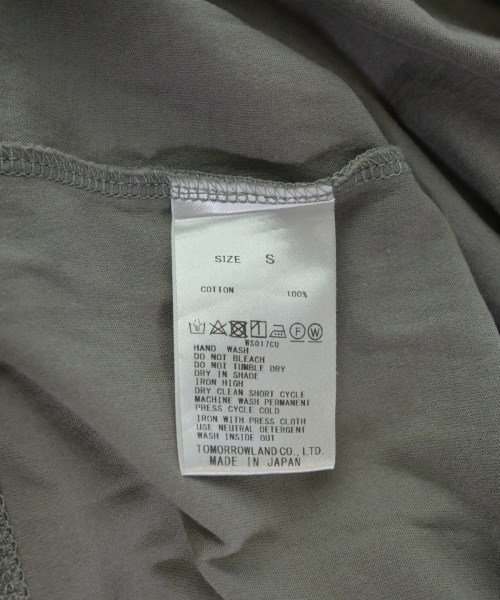 SIZE S
COTTON 100%
F W
WS017CU
HAND WASH
DO NOT BLEACH
DO NOT TUMBLE DRY
DRY IN SHADE
IRON HIGH
DRY CLEAN SHORT CYCLE
MACHINE WASH PERMANENT
PRESS CYCLE COLD
IRON WITH PRESS CLOTH
USE NEUTRAL DETERGENT
WASH INSIDE OUT
TOMORROWLAND CO., LTD.
MADE IN JAPAN